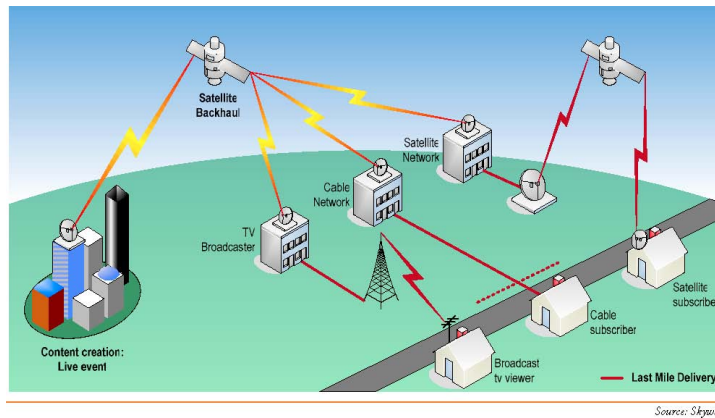 Satellite
Backhaul
Satellite
Network
Cable
Network
TV
Broadcaster
Satellite
subscriber
Cable
subscriber
Content creation:
Live event
Broadcast
tv viewer
Last Mile Delivery
Source: